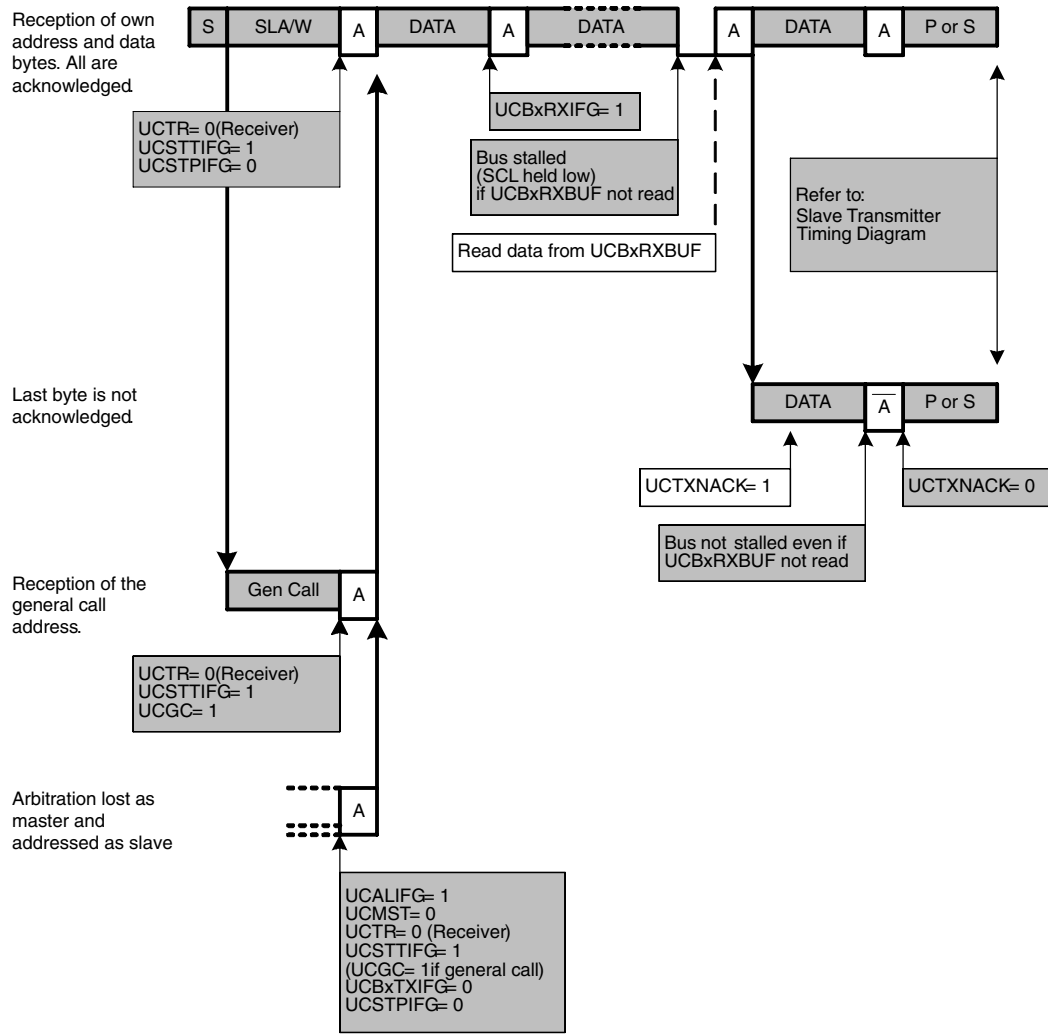 Reception of own
address and data
bytes. All are
acknowledged.
S SLA/W A DATA A DATA A DATA A P or S
UCTR= 0(Receiver)
UCSTTIFG= 1
UCSTPIFG= 0
UCBxRXIFG= 1
Bus stalled
(SCL held low)
if UCBxRXBUF not read
Read data from UCBxRXBUF
Refer to:
Slave Transmitter
Timing Diagram
Last byte is not
acknowledged.
DATA A̅ P or S
UCTXNACK= 1
UCTXNACK= 0
Bus not stalled even if
UCBxRXBUF not read
Reception of the
general call
address.
Gen Call A
UCTR= 0(Receiver)
UCSTTIFG= 1
UCGC= 1
Arbitration lost as
master and
addressed as slave
A
UCALIFG= 1
UCMST= 0
UCTR= 0 (Receiver)
UCSTTIFG= 1
(UCGC= 1if general call)
UCBxTXIFG= 0
UCSTPIFG= 0